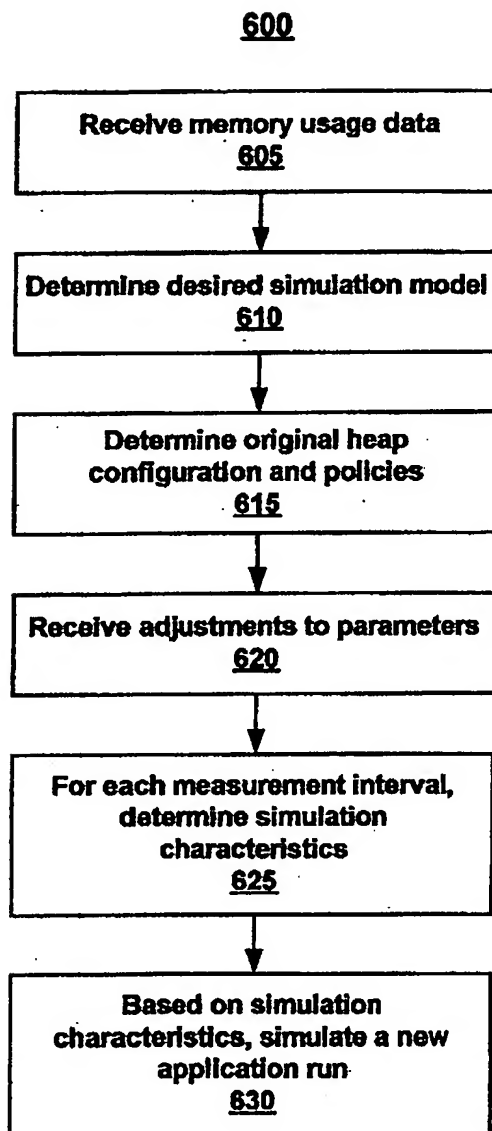 600
Receive memory usage data
605
Determine desired simulation model
610
Determine original heap
configuration and policies
615
Receive adjustments to parameters
620
For each measurement interval,
determine simulation
characteristics
625
Based on simulation
characteristics, simulate a new
application run
630